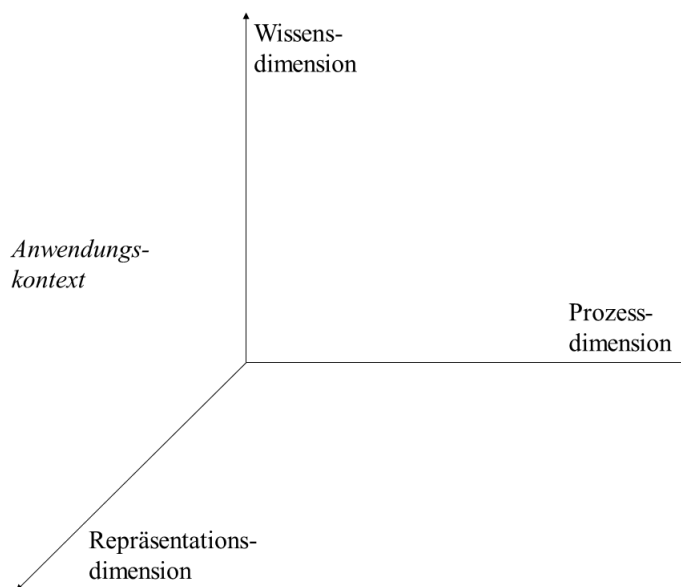 Wissens-
dimension
Anwendungs-
kontext
Prozess-
dimension
Repräsentations-
dimension